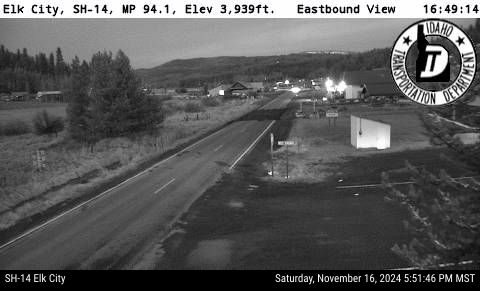 Elk City, SH-14, MP 94.1, Elev 3,939ft. Eastbound View 16:49:14
IDAHO
TRANSPORTATION DEPARTMENT
SH-14 Elk City Saturday, November 16, 2024 5:51:46 PM MST